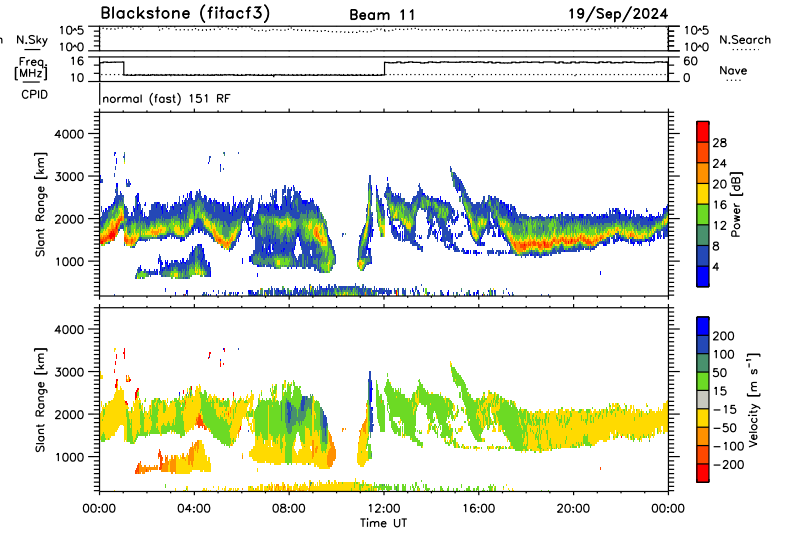 Blackstone (fitacf3) Beam 11 19/Sep/2024
N.Sky 10^5 10^0 10^5 10^0 N.Search
Freq. [MHz] 16 10 60 0 Nave
CPID normal (fast) 151 RF
Slant Range [km] 4000 3000 2000 1000
Power [dB] 28 24 20 16 12 8 4
Slant Range [km] 4000 3000 2000 1000
Velocity [m s⁻¹] 200 100 50 15 −15 −50 −100 −200
00:00 04:00 08:00 12:00 16:00 20:00 00:00
Time UT